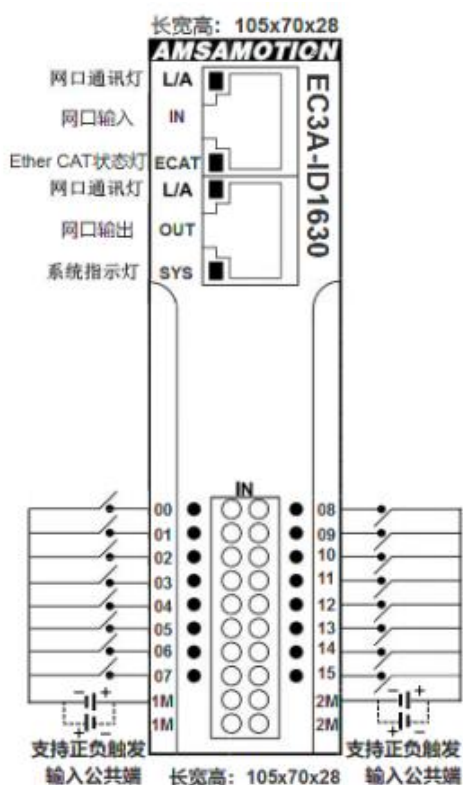 长宽高：105x70x28
AMSAMOTION
EC3A-ID1630
网口通讯灯 L/A
网口输入 IN
Ether CAT状态灯 ECAT
网口通讯灯 L/A
网口输出 OUT
系统指示灯 SYS
IN
00 08
01 09
02 10
03 11
04 12
05 13
06 14
07 15
- + 1M 2M - +
+ - 1M 2M + -
支持正负触发 支持正负触发
输入公共端 长宽高：105x70x28 输入公共端